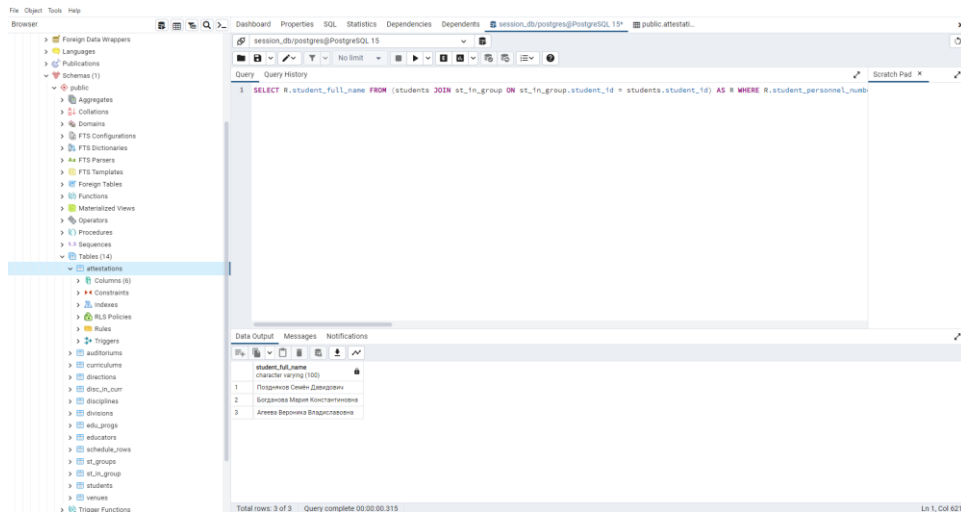 File Object Tools Help
Browser
Dashboard Properties SQL Statistics Dependencies Dependents session_db/postgres@PostgreSQL 15* public.attestati...
Foreign Data Wrappers
Languages
Publications
Schemas (1)
public
Aggregates
Collations
Domains
FTS Configurations
FTS Dictionaries
Aa FTS Parsers
FTS Templates
Foreign Tables
Functions
Materialized Views
Operators
Procedures
1..3 Sequences
Tables (14)
attestations
Columns (6)
Constraints
Indexes
RLS Policies
Rules
Triggers
auditoriums
curriculums
directions
disc_in_curr
disciplines
divisions
edu_progs
educators
schedule_rows
st_groups
st_in_group
students
venues
Trigger Functions
session_db/postgres@PostgreSQL 15
No limit
Query Query History
Scratch Pad ×
1 SELECT R.student_full_name FROM (students JOIN st_in_group ON st_in_group.student_id = students.student_id) AS R WHERE R.student_personnel_numbe
Data Output Messages Notifications
student_full_name
character varying (100)
1 Поздняков Семён Давидович
2 Богданова Мария Константиновна
3 Агеева Вероника Владиславовна
Total rows: 3 of 3 Query complete 00:00:00.315 Ln 1, Col 621